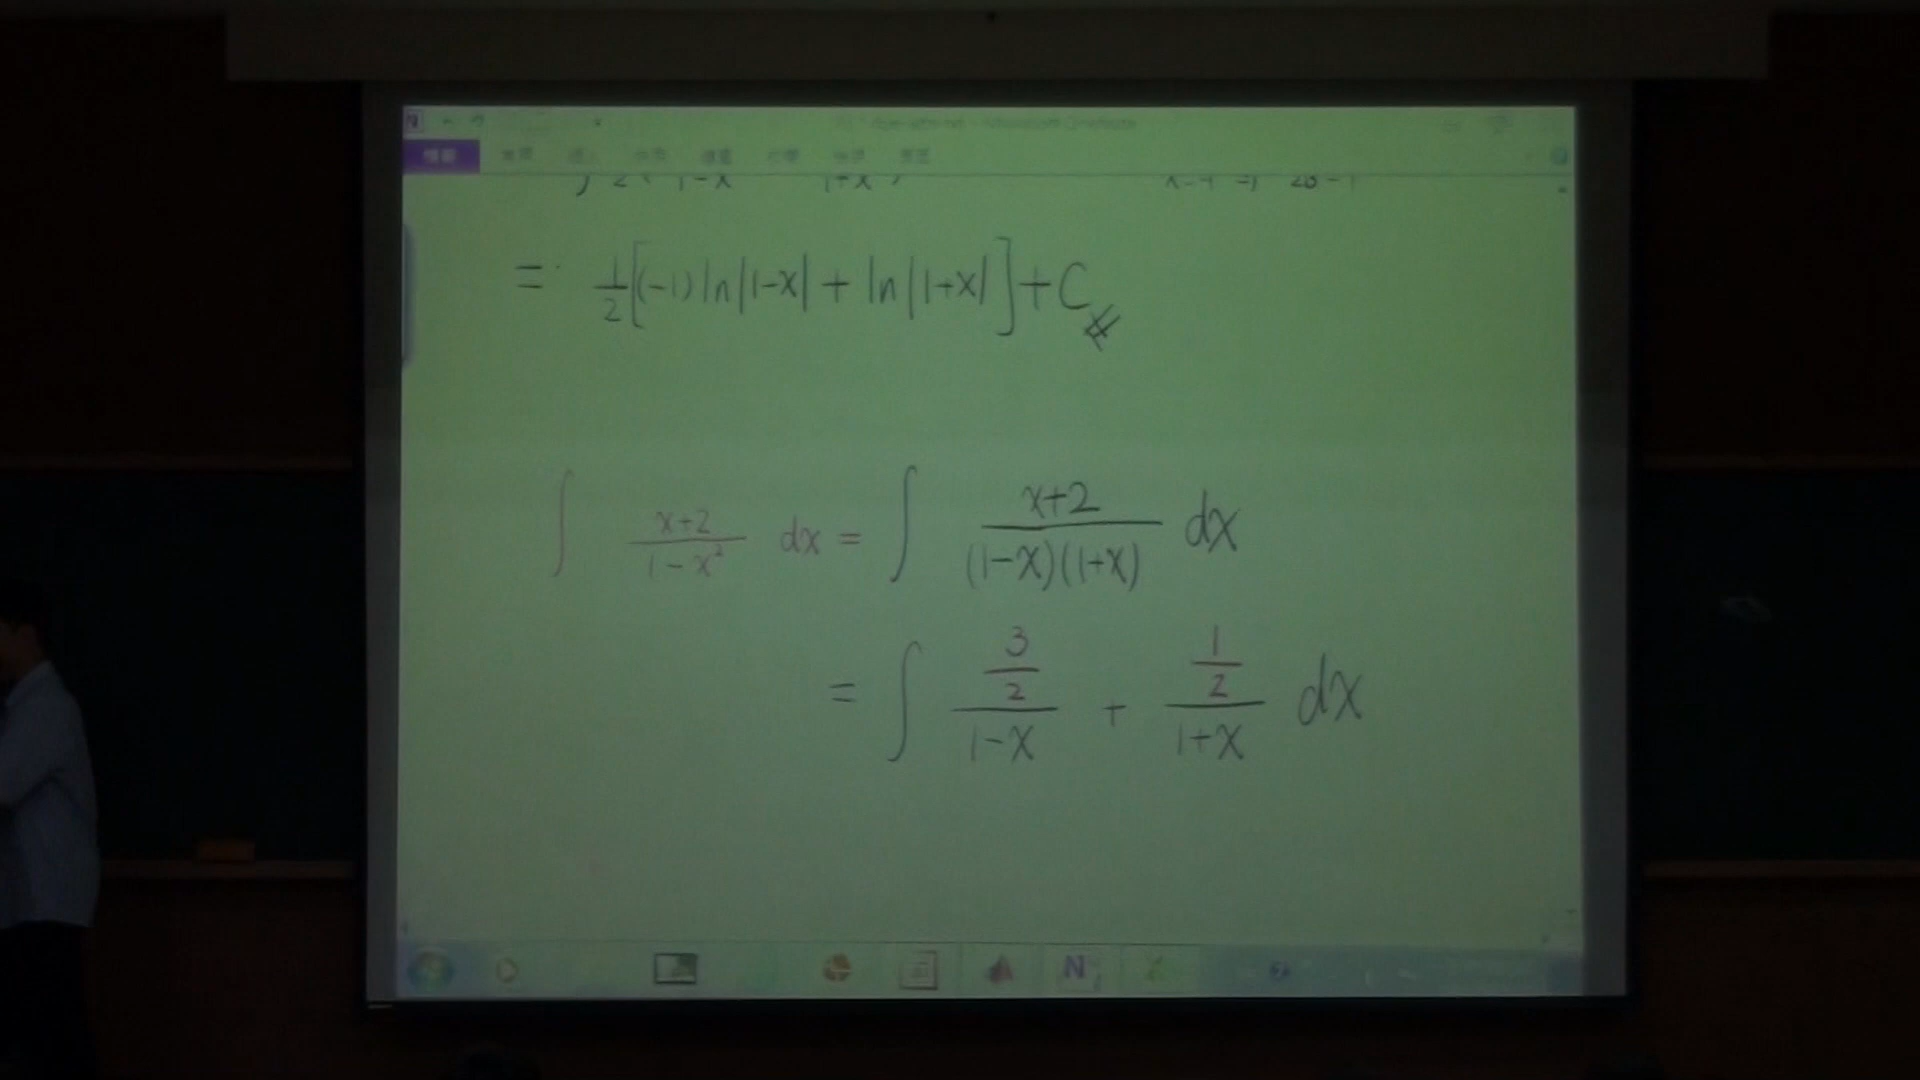 = 1/2[(-1)ln|1-x| + ln|1+x|] + C
∫ (x+2)/(1-x²) dx = ∫ (x+2)/((1-x)(1+x)) dx
= ∫ (3/2)/(1-x) + (1/2)/(1+x) dx